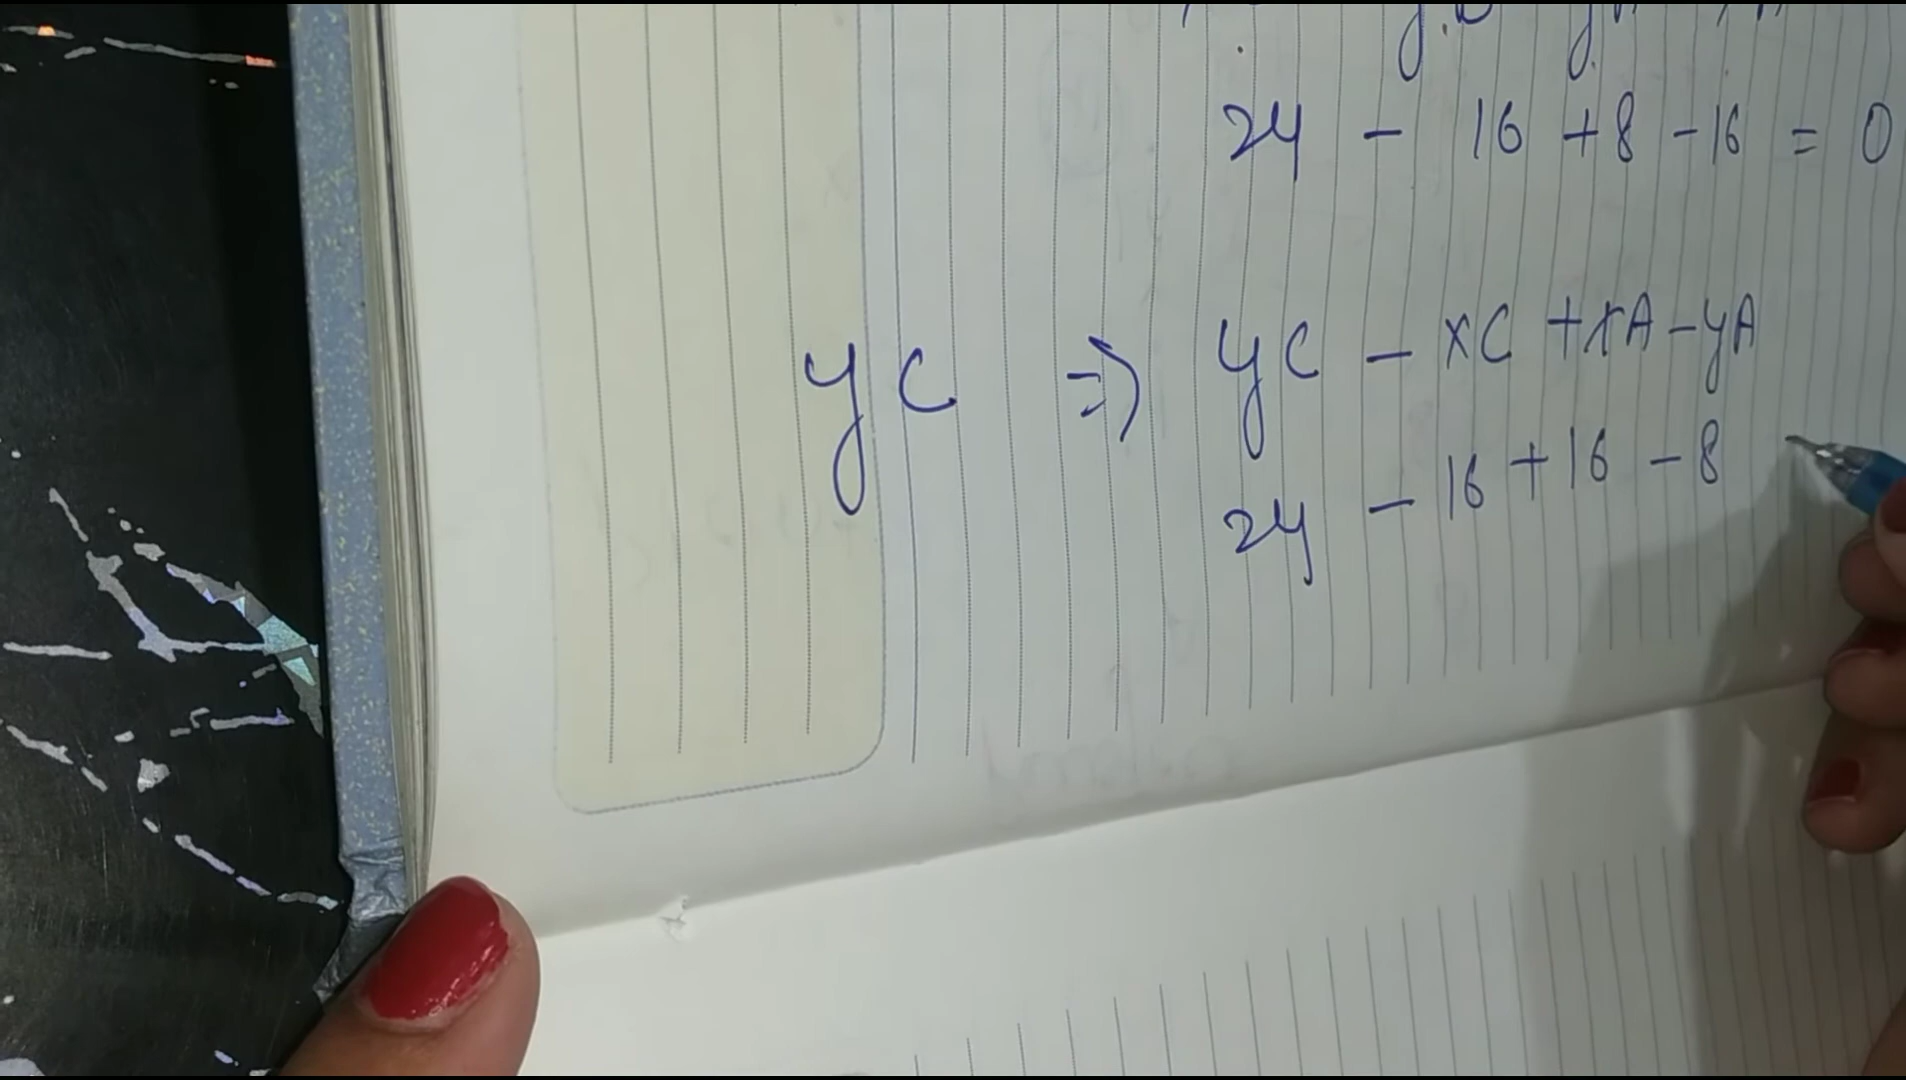 24 - 16 + 8 - 16 = 0
yC => yC - xC + xA - yA
24 - 16 + 16 - 8